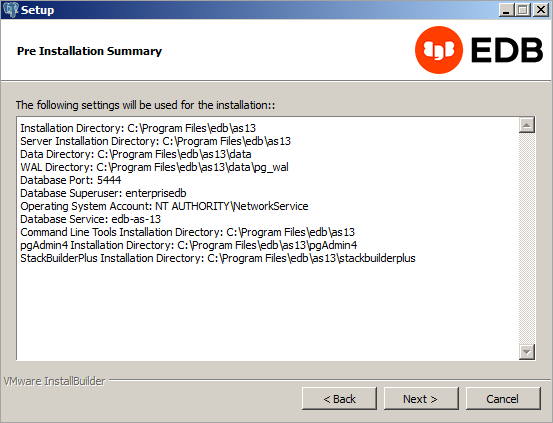 Setup
Pre Installation Summary
EDB
The following settings will be used for the installation::
Installation Directory: C:\Program Files\edb\as13
Server Installation Directory: C:\Program Files\edb\as13
Data Directory: C:\Program Files\edb\as13\data
WAL Directory: C:\Program Files\edb\as13\data\pg_wal
Database Port: 5444
Database Superuser: enterprisedb
Operating System Account: NT AUTHORITY\NetworkService
Database Service: edb-as-13
Command Line Tools Installation Directory: C:\Program Files\edb\as13
pgAdmin4 Installation Directory: C:\Program Files\edb\as13\pgAdmin4
StackBuilderPlus Installation Directory: C:\Program Files\edb\as13\stackbuilderplus
VMware InstallBuilder
< Back
Next >
Cancel